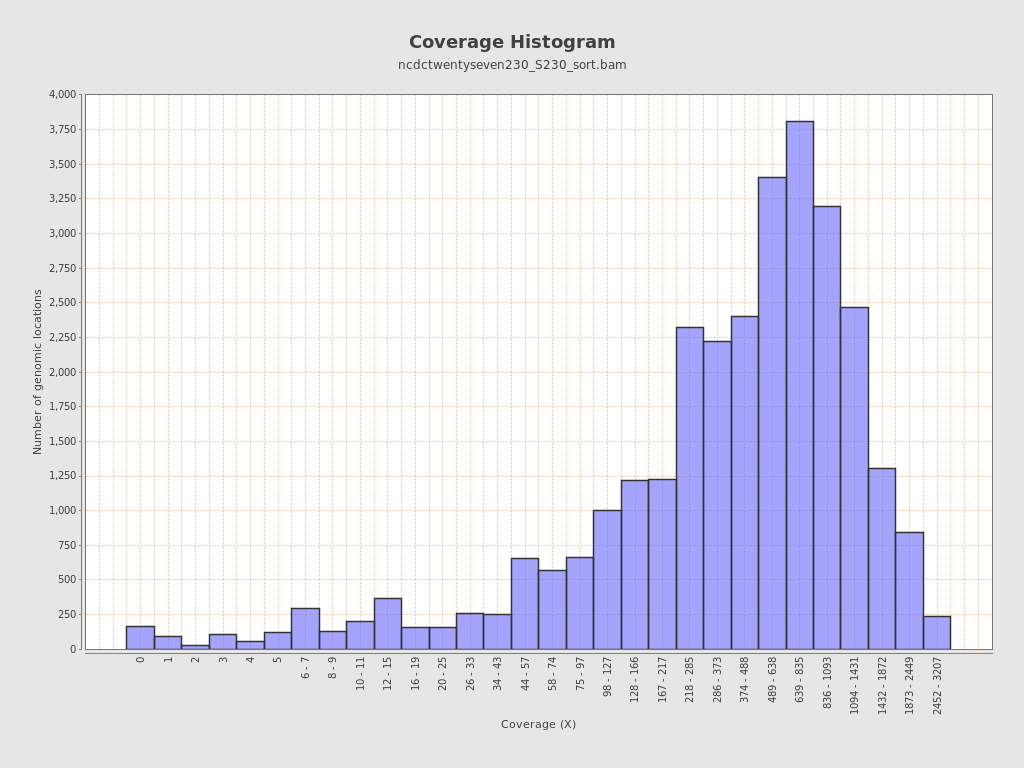 Coverage Histogram
ncdctwentyseven230_S230_sort.bam
4,000
3,750
3,500
3,250
3,000
2,750
2,500
2,250
2,000
1,750
1,500
1,250
1,000
750
500
250
0
Number of genomic locations
0
1
2
3
4
5
6 - 7
8 - 9
10 - 11
12 - 15
16 - 19
20 - 25
26 - 33
34 - 43
44 - 57
58 - 74
75 - 97
98 - 127
128 - 166
167 - 217
218 - 285
286 - 373
374 - 488
489 - 638
639 - 835
836 - 1093
1094 - 1431
1432 - 1872
1873 - 2449
2452 - 3207
Coverage (X)